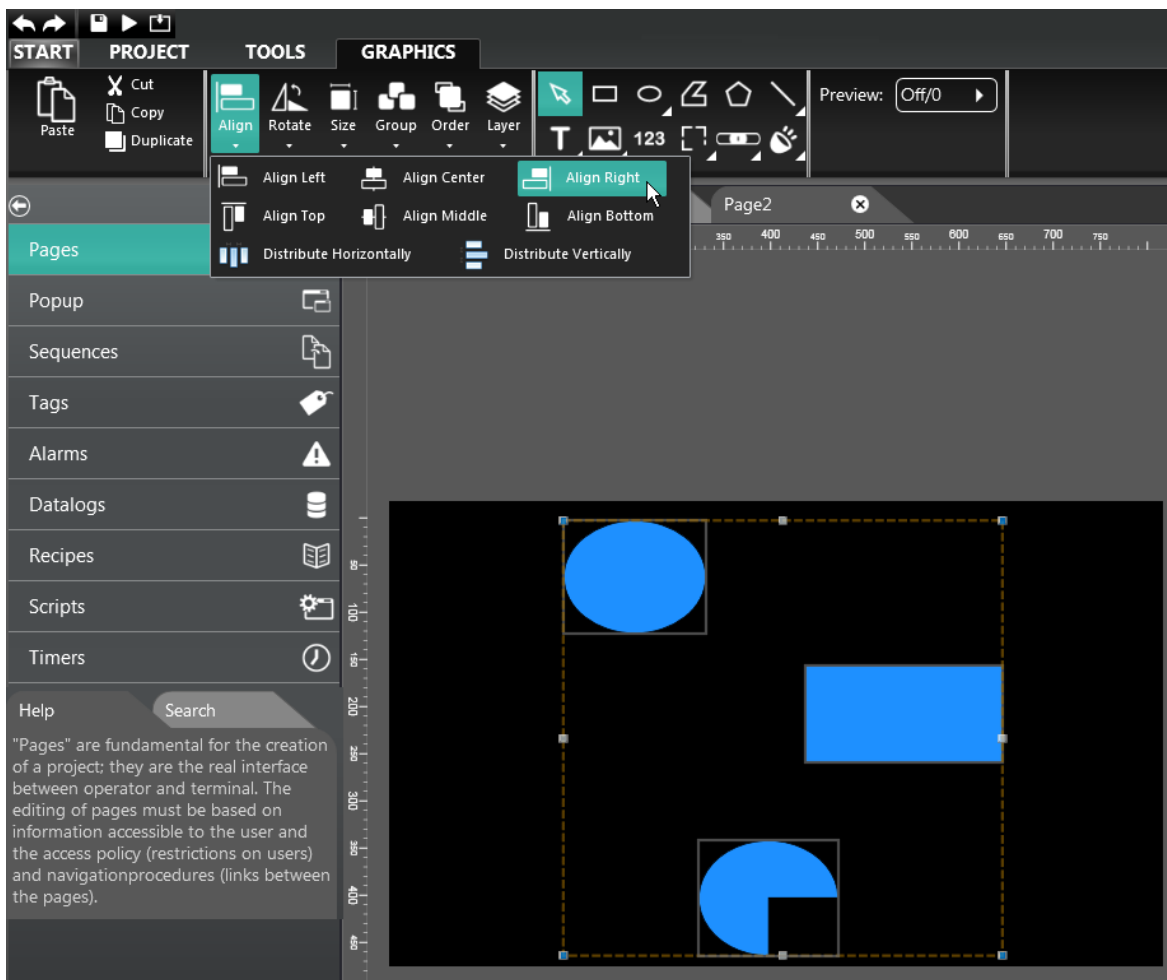 START PROJECT TOOLS GRAPHICS
Paste
Cut
Copy
Duplicate
Align Rotate Size Group Order Layer
T 123
Preview: Off/0
Align Left Align Center Align Right
Align Top Align Middle Align Bottom
Distribute Horizontally Distribute Vertically
Page2
350 400 450 500 550 600 650 700 750
Pages
Popup
Sequences
Tags
Alarms
Datalogs
Recipes
Scripts
Timers
Help Search
"Pages" are fundamental for the creation
of a project; they are the real interface
between operator and terminal. The
editing of pages must be based on
information accessible to the user and
the access policy (restrictions on users)
and navigationprocedures (links between
the pages).
50
100
150
200
250
300
350
400
450